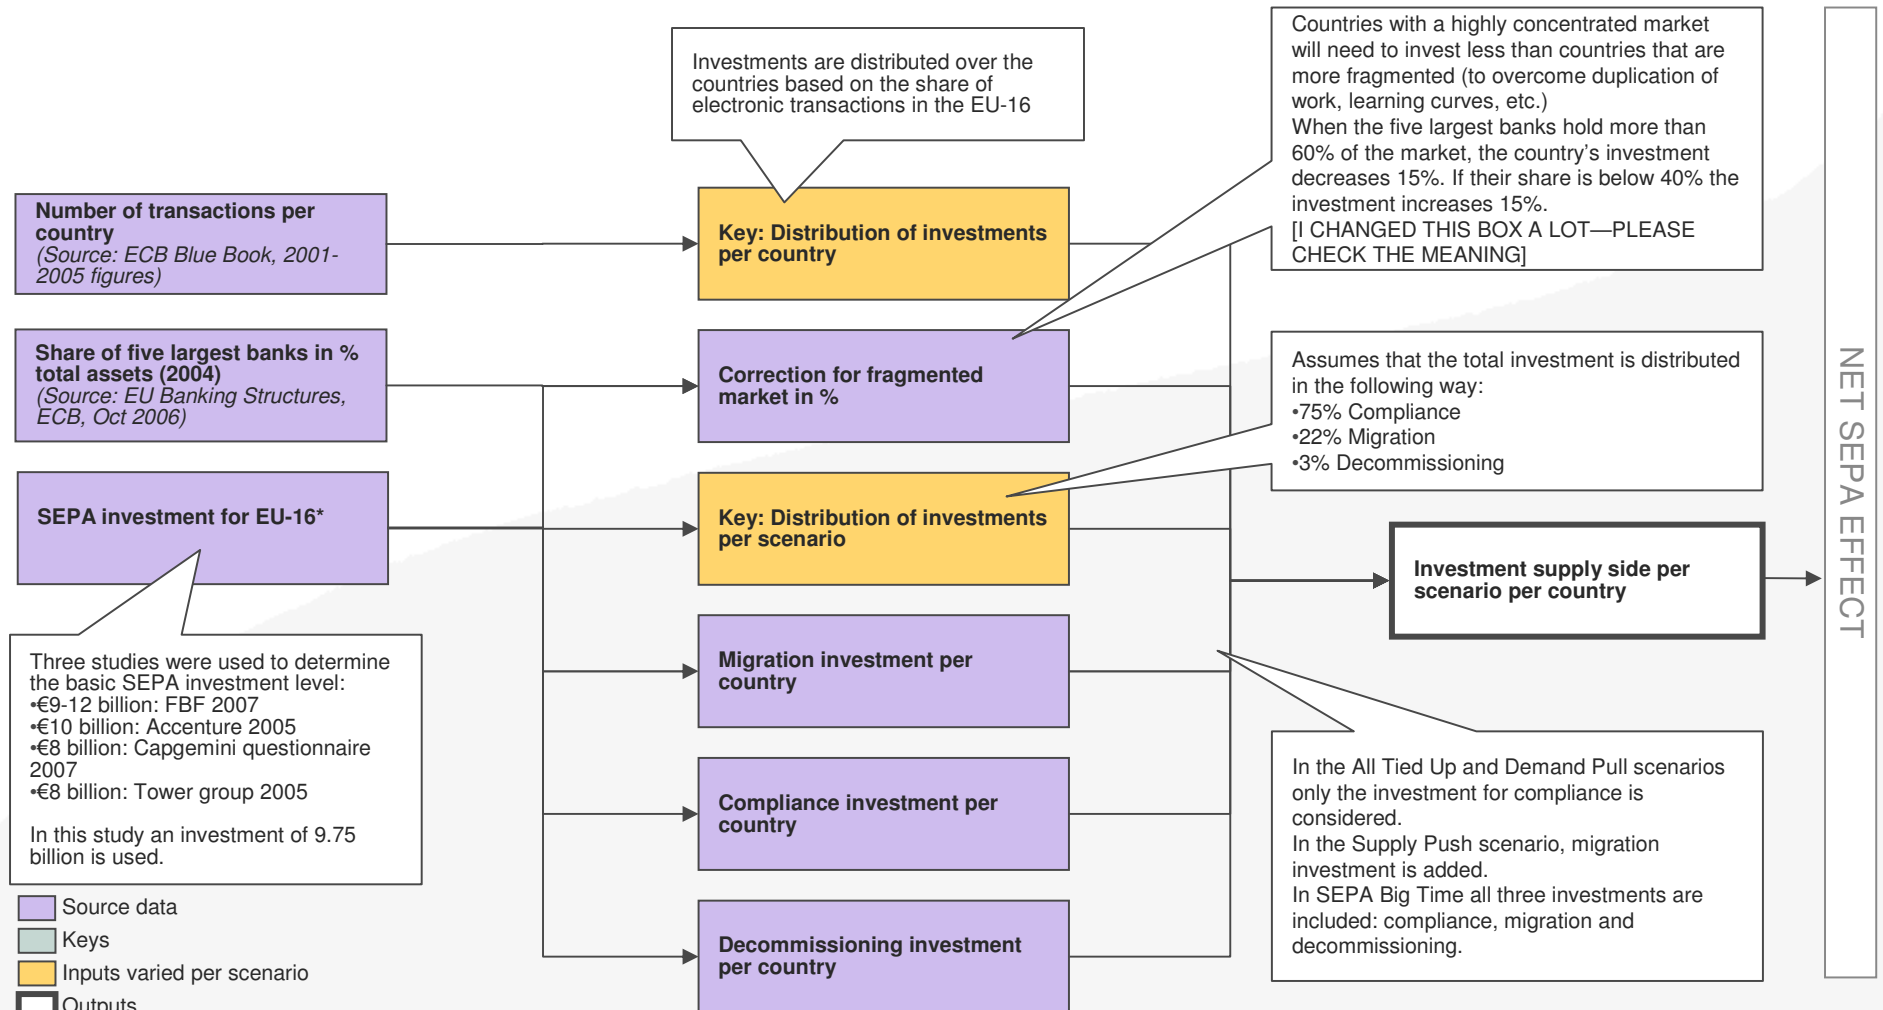 Investments are distributed over the
countries based on the share of
electronic transactions in the EU-16
Countries with a highly concentrated market
will need to invest less than countries that are
more fragmented (to overcome duplication of
work, learning curves, etc.)
When the five largest banks hold more than
60% of the market, the country’s investment
decreases 15%. If their share is below 40% the
investment increases 15%.
[I CHANGED THIS BOX A LOT—PLEASE
CHECK THE MEANING]
Number of transactions per
country
(Source: ECB Blue Book, 2001-
2005 figures)
Key: Distribution of investments
per country
Share of five largest banks in %
total assets (2004)
(Source: EU Banking Structures,
ECB, Oct 2006)
Correction for fragmented
market in %
Assumes that the total investment is distributed
in the following way:
•75% Compliance
•22% Migration
•3% Decommissioning
SEPA investment for EU-16*
Key: Distribution of investments
per scenario
Investment supply side per
scenario per country
NET SEPA EFFECT
Three studies were used to determine
the basic SEPA investment level:
•€9-12 billion: FBF 2007
•€10 billion: Accenture 2005
•€8 billion: Capgemini questionnaire
2007
•€8 billion: Tower group 2005
In this study an investment of 9.75
billion is used.
Migration investment per
country
Compliance investment per
country
Decommissioning investment
per country
In the All Tied Up and Demand Pull scenarios
only the investment for compliance is
considered.
In the Supply Push scenario, migration
investment is added.
In SEPA Big Time all three investments are
included: compliance, migration and
decommissioning.
Source data
Keys
Inputs varied per scenario
Outputs